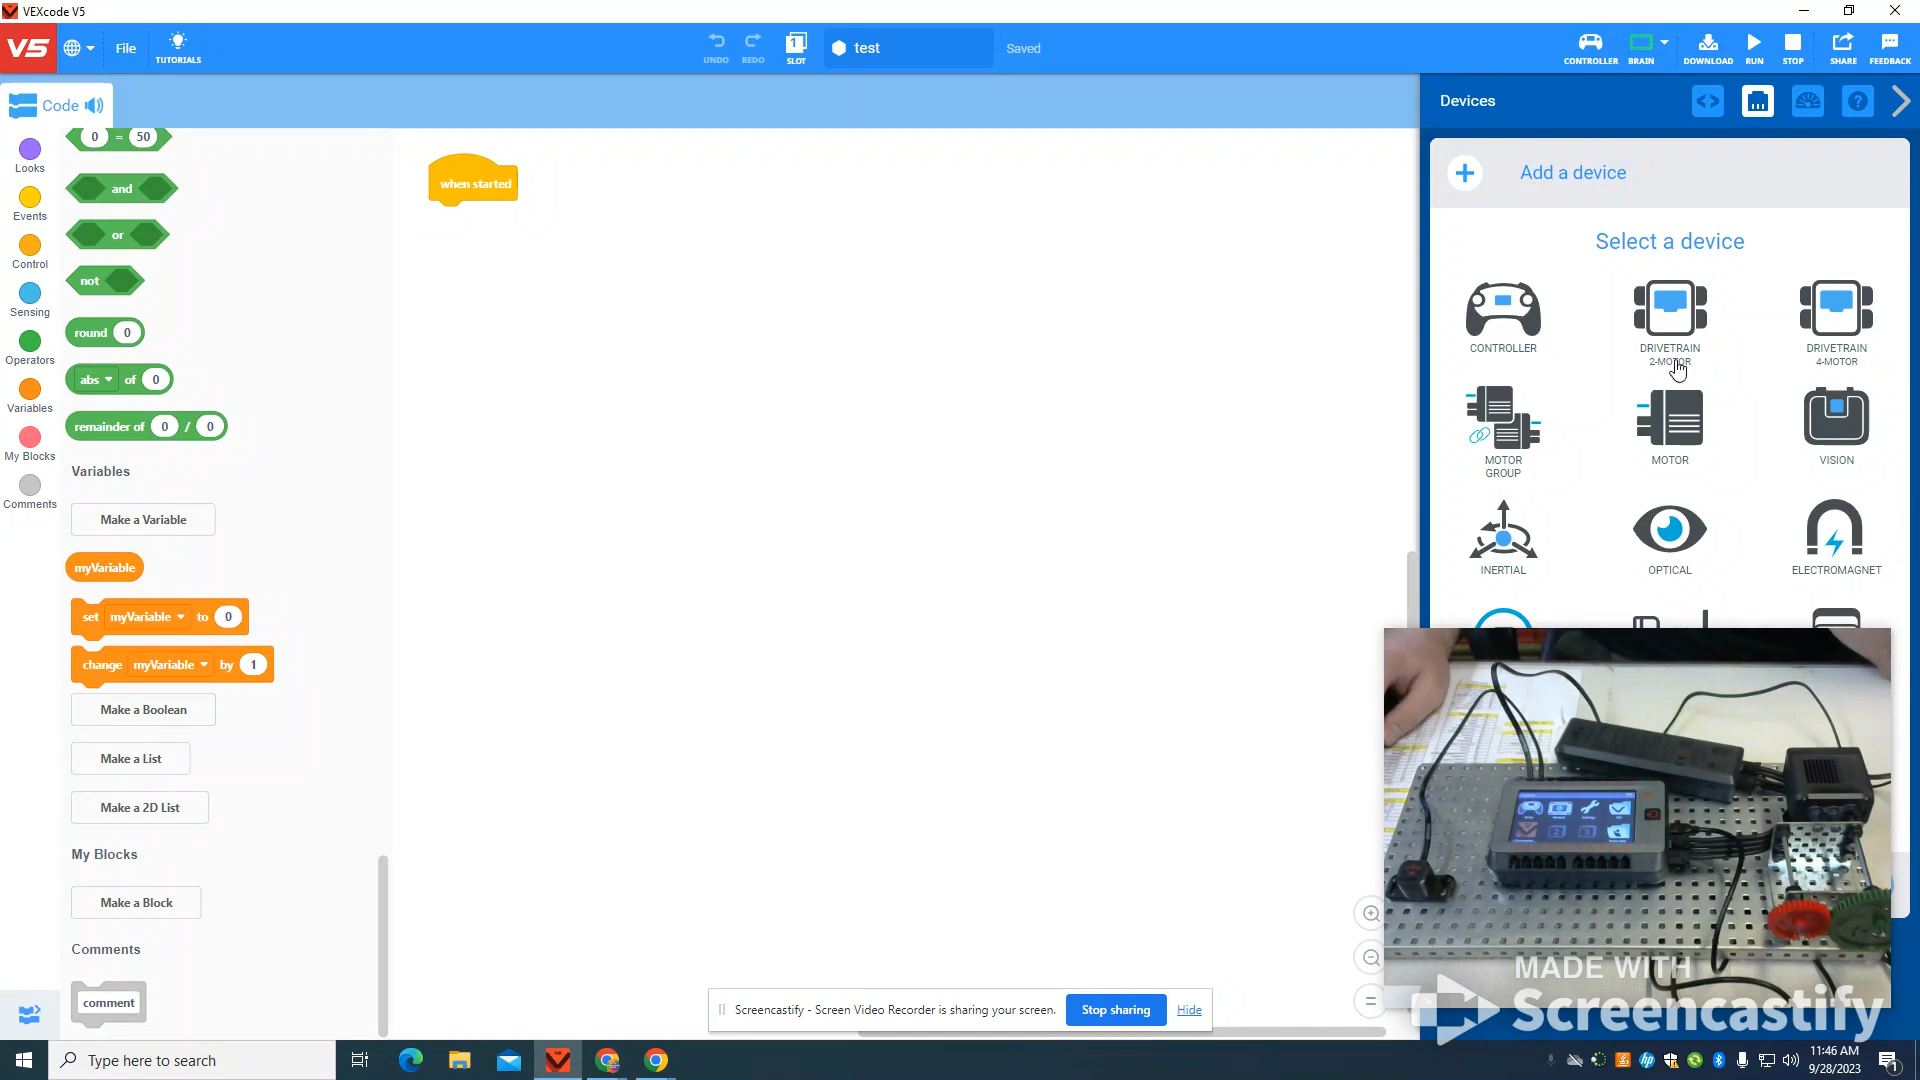 VEXcode V5
V5
File
TUTORIALS
UNDO
REDO
1
SLOT
test
Saved
CONTROLLER
BRAIN
DOWNLOAD
RUN
STOP
SHARE
FEEDBACK
Code
Looks
Events
Control
Sensing
Operators
Variables
My Blocks
Comments
0 = 50
and
or
not
round 0
abs of 0
remainder of 0 / 0
Variables
Make a Variable
myVariable
set myVariable to 0
change myVariable by 1
Make a Boolean
Make a List
Make a 2D List
My Blocks
Make a Block
Comments
comment
when started
Devices
Add a device
Select a device
CONTROLLER
DRIVETRAIN
2-MOTOR
DRIVETRAIN
4-MOTOR
MOTOR
GROUP
MOTOR
VISION
INERTIAL
OPTICAL
ELECTROMAGNET
MADE WITH
Screencastify
Screencastify - Screen Video Recorder is sharing your screen.
Stop sharing
Hide
Type here to search
11:46 AM
9/28/2023
1